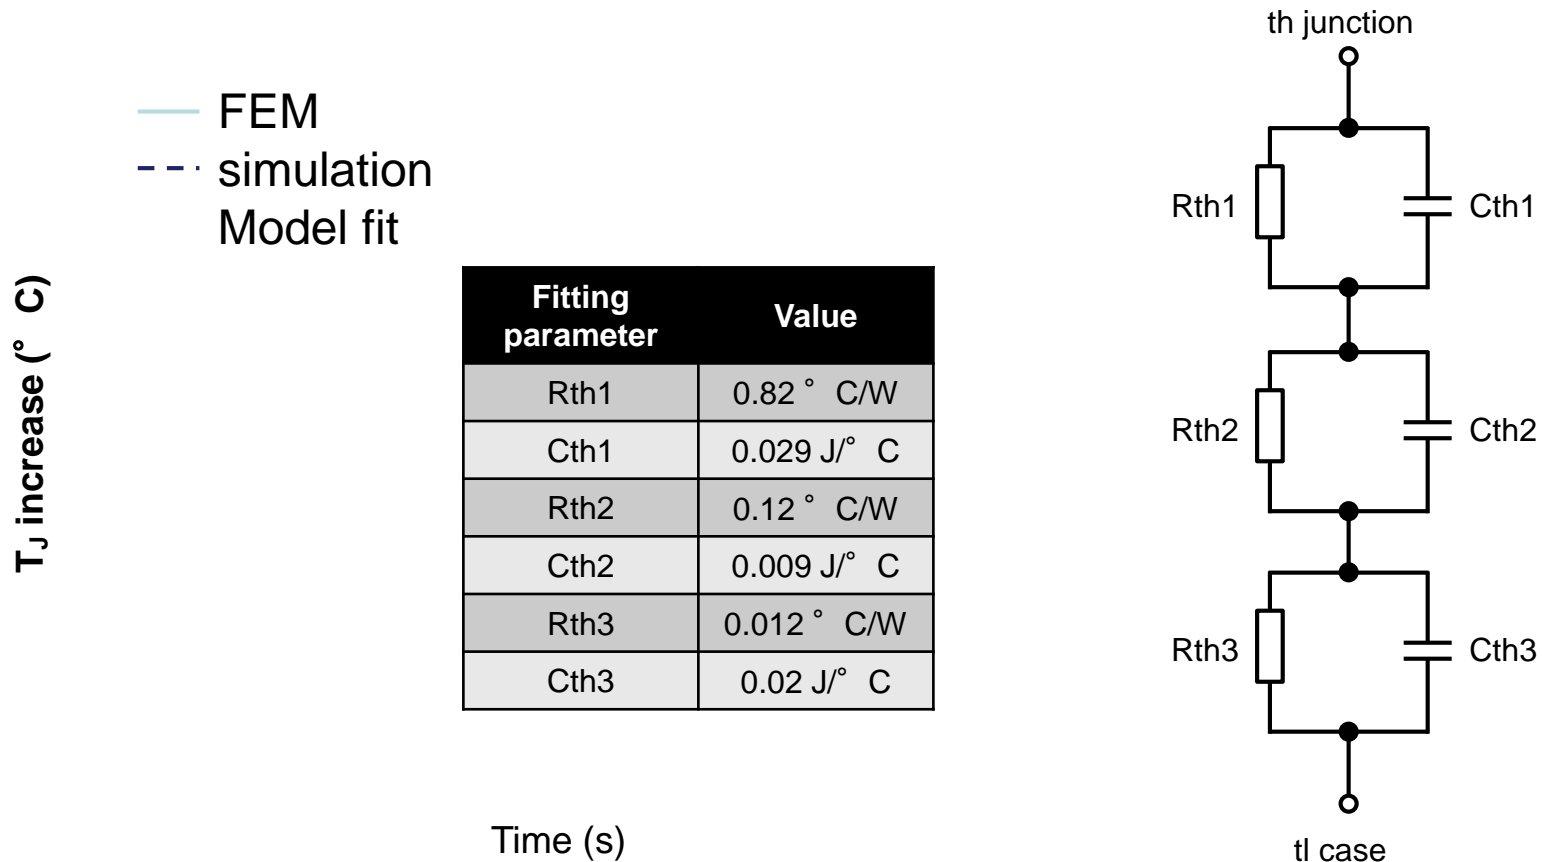 FEM
simulation
Model fit
T_J increase (° C)
Fitting parameter Value
Rth1 0.82 ° C/W
Cth1 0.029 J/° C
Rth2 0.12 ° C/W
Cth2 0.009 J/° C
Rth3 0.012 ° C/W
Cth3 0.02 J/° C
Time (s)
th junction
Rth1 Cth1
Rth2 Cth2
Rth3 Cth3
tl case